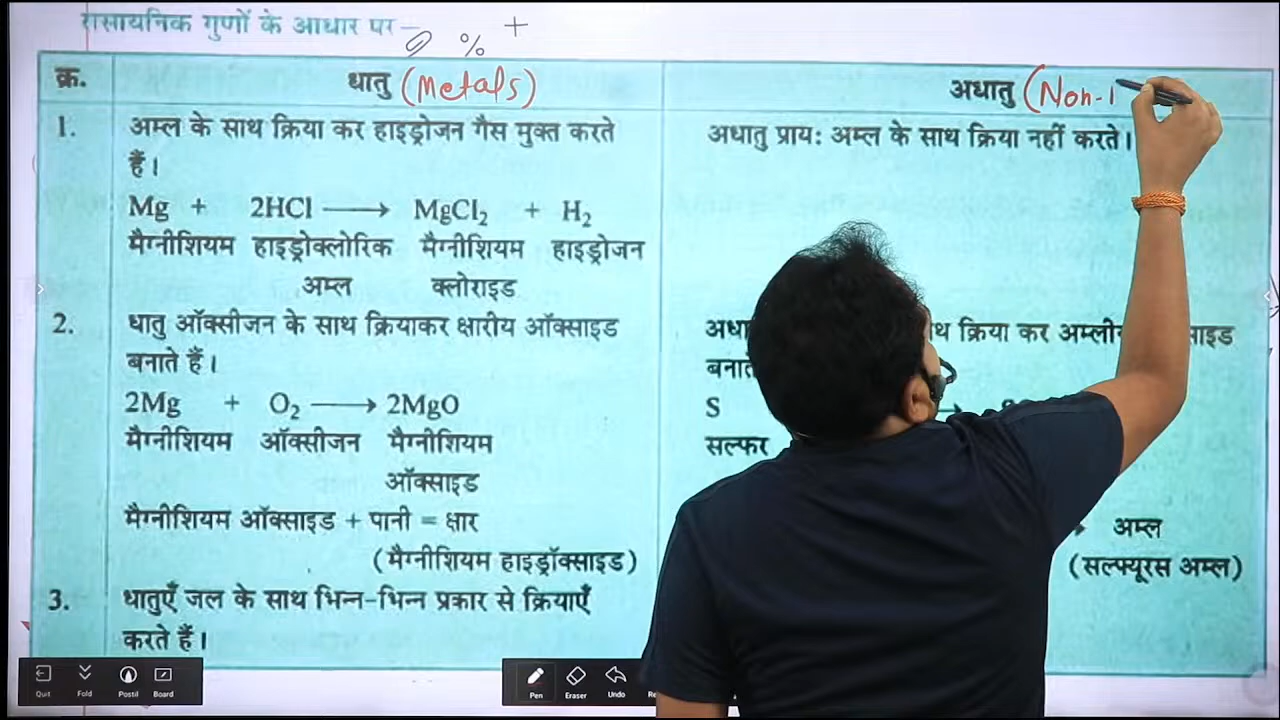 रासायनिक गुणों के आधार पर–
% +
क्र. धातु (Metals) अधातु (Non-
1. अम्ल के साथ क्रिया कर हाइड्रोजन गैस मुक्त करते अधातु प्राय: अम्ल के साथ क्रिया नहीं करते।
हैं।
Mg + 2HCl ⟶ MgCl₂ + H₂
मैग्नीशियम हाइड्रोक्लोरिक मैग्नीशियम हाइड्रोजन
अम्ल क्लोराइड
2. धातु ऑक्सीजन के साथ क्रियाकर क्षारीय ऑक्साइड क्रिया कर
बनाते हैं।
2Mg + O₂ ⟶ 2MgO S
मैग्नीशियम ऑक्सीजन मैग्नीशियम सल्फर
ऑक्साइड
मैग्नीशियम ऑक्साइड + पानी = क्षार अम्ल
(मैग्नीशियम हाइड्रॉक्साइड) (सल्फ्यूरस अम्ल)
3. धातुएँ जल के साथ भिन्न-भिन्न प्रकार से क्रियाएँ
करते हैं।
Quit Fold Postil Board Pen Eraser Undo